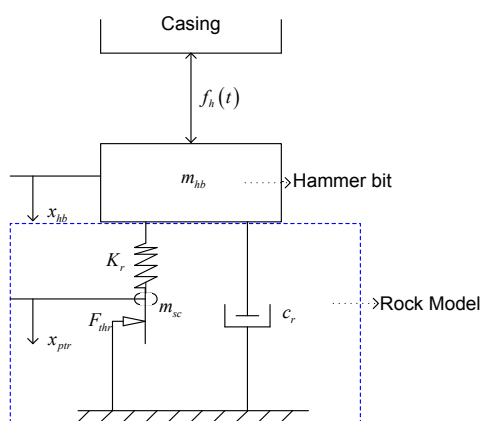 Casing
f_h(t)
m_hb
Hammer bit
x_hb
K_r
m_sc
F_thr
c_r
Rock Model
x_ptr